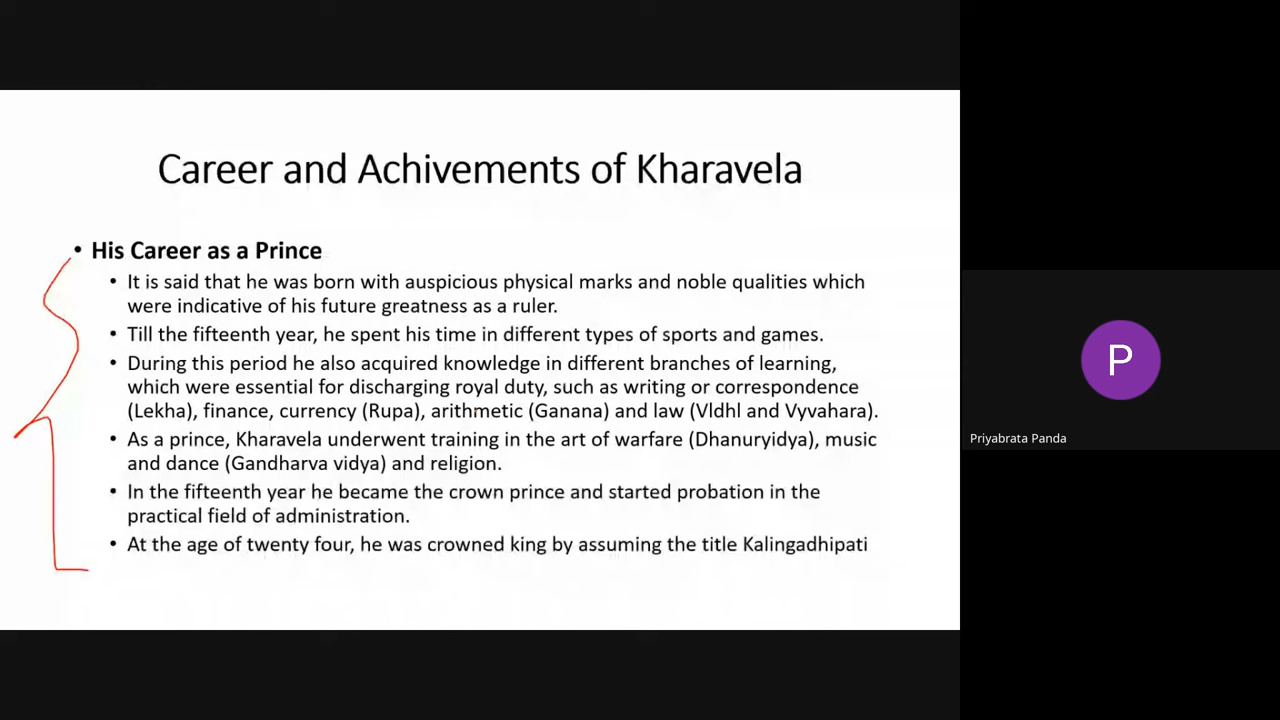 Career and Achivements of Kharavela
• His Career as a Prince
• It is said that he was born with auspicious physical marks and noble qualities which
were indicative of his future greatness as a ruler.
• Till the fifteenth year, he spent his time in different types of sports and games.
• During this period he also acquired knowledge in different branches of learning,
which were essential for discharging royal duty, such as writing or correspondence
(Lekha), finance, currency (Rupa), arithmetic (Ganana) and law (Vldhl and Vyvahara).
• As a prince, Kharavela underwent training in the art of warfare (Dhanuryidya), music
and dance (Gandharva vidya) and religion.
• In the fifteenth year he became the crown prince and started probation in the
practical field of administration.
• At the age of twenty four, he was crowned king by assuming the title Kalingadhipati
P
Priyabrata Panda